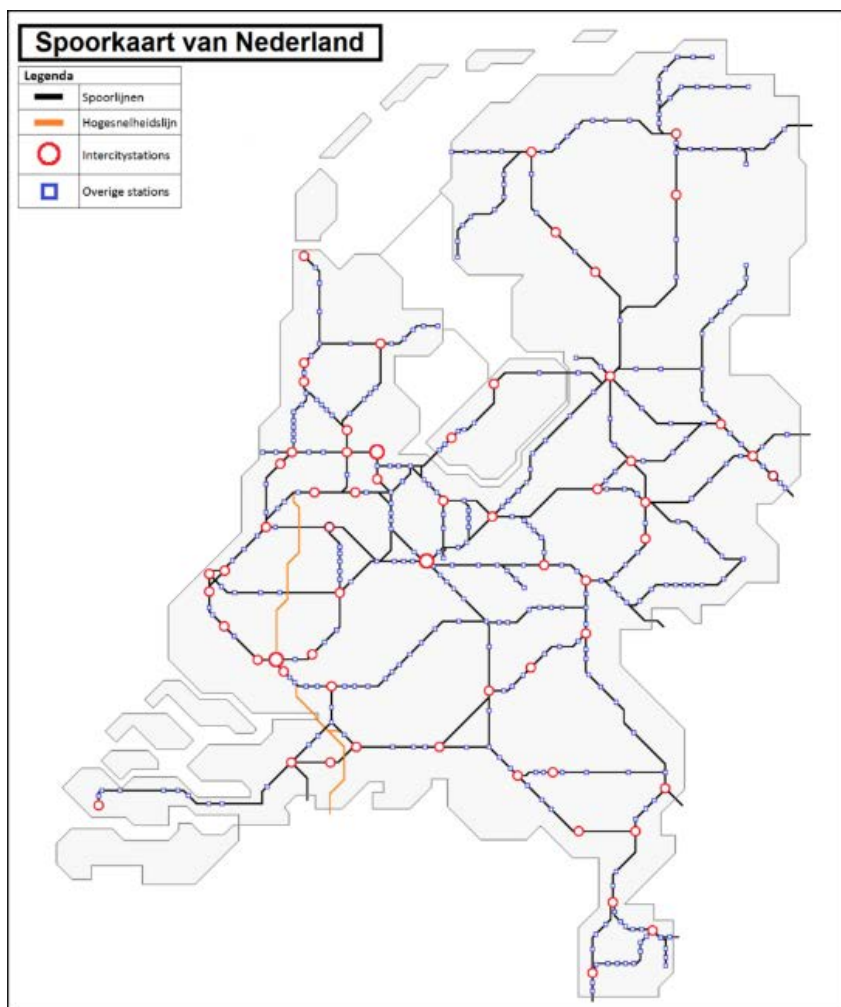 Spoorkaart van Nederland
Legenda
Spoorlijnen
Hogesnelheidslijn
Intercitystations
Overige stations